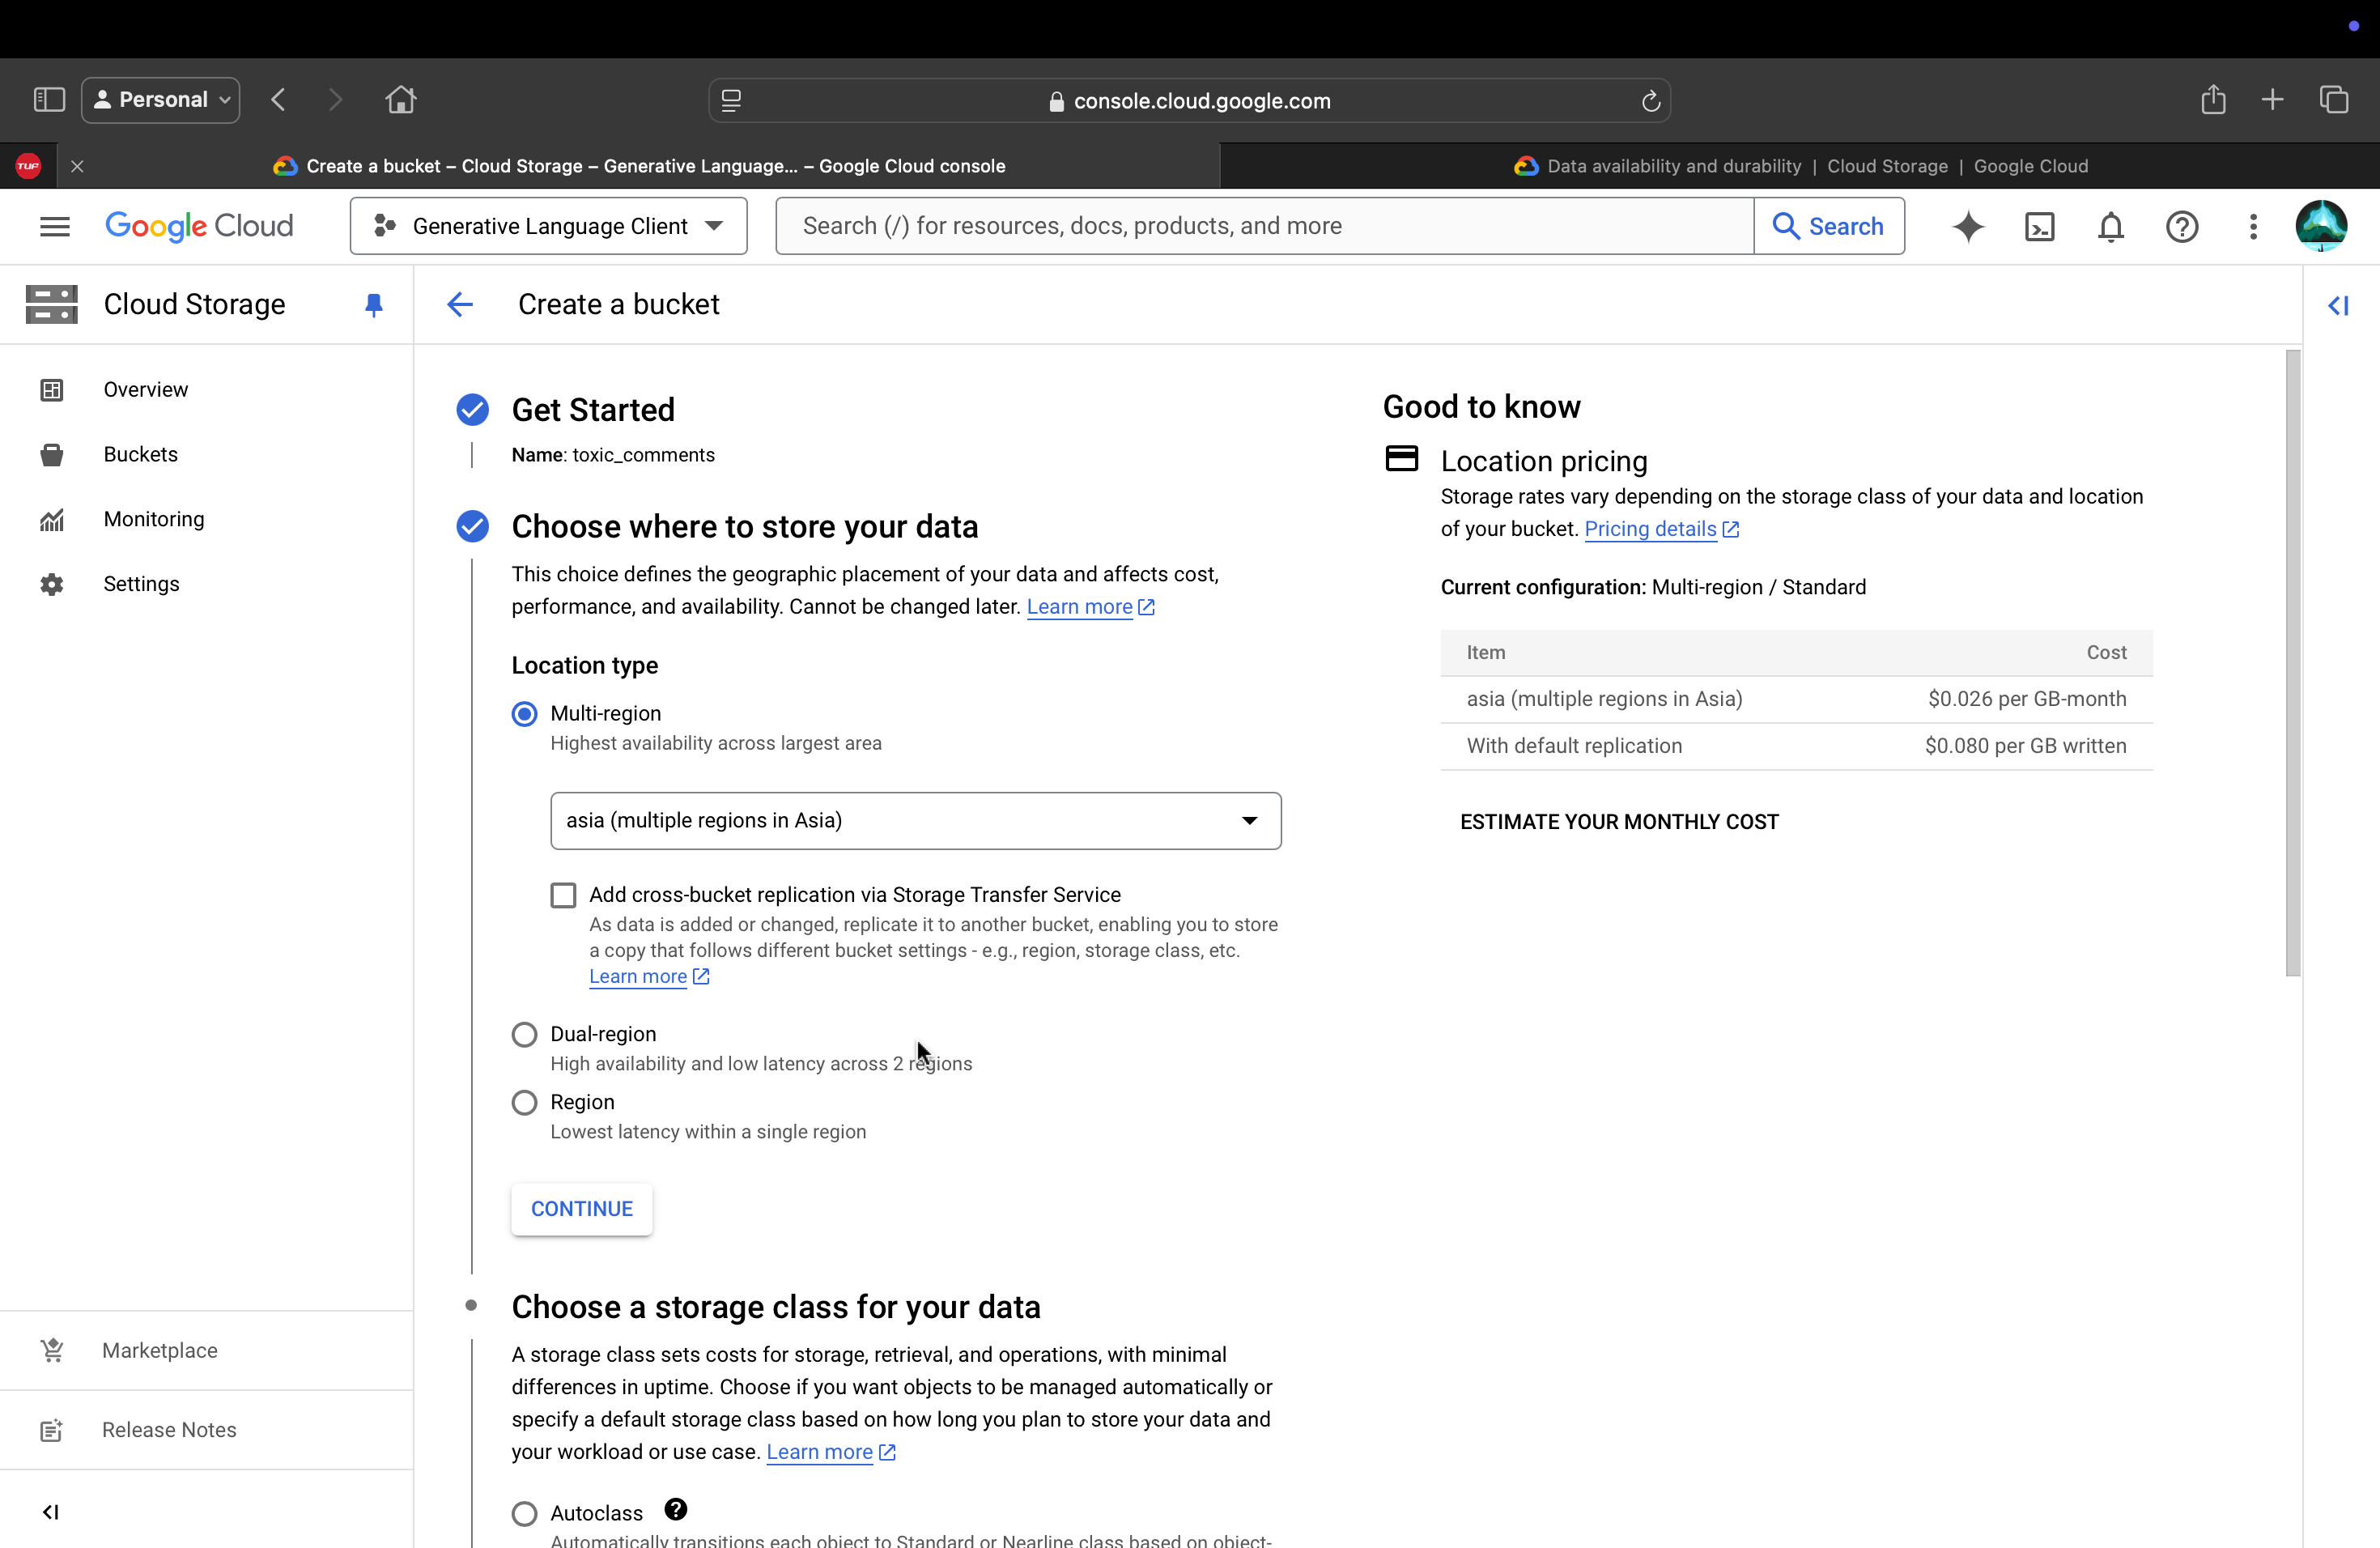 Personal
console.cloud.google.com
TUF
Create a bucket – Cloud Storage – Generative Language... – Google Cloud console
Data availability and durability | Cloud Storage | Google Cloud
Google Cloud
Generative Language Client
Search (/) for resources, docs, products, and more
Search
Cloud Storage
Create a bucket
Overview
Buckets
Monitoring
Settings
Marketplace
Release Notes
Get Started
Name: toxic_comments
Choose where to store your data
This choice defines the geographic placement of your data and affects cost,
performance, and availability. Cannot be changed later. Learn more
Location type
Multi-region
Highest availability across largest area
asia (multiple regions in Asia)
Add cross-bucket replication via Storage Transfer Service
As data is added or changed, replicate it to another bucket, enabling you to store
a copy that follows different bucket settings - e.g., region, storage class, etc.
Learn more
Dual-region
High availability and low latency across 2 regions
Region
Lowest latency within a single region
CONTINUE
Choose a storage class for your data
A storage class sets costs for storage, retrieval, and operations, with minimal
differences in uptime. Choose if you want objects to be managed automatically or
specify a default storage class based on how long you plan to store your data and
your workload or use case. Learn more
Autoclass
Automatically transitions each object to Standard or Nearline class based on object-
Good to know
Location pricing
Storage rates vary depending on the storage class of your data and location
of your bucket. Pricing details
Current configuration: Multi-region / Standard
Item Cost
asia (multiple regions in Asia) $0.026 per GB-month
With default replication $0.080 per GB written
ESTIMATE YOUR MONTHLY COST